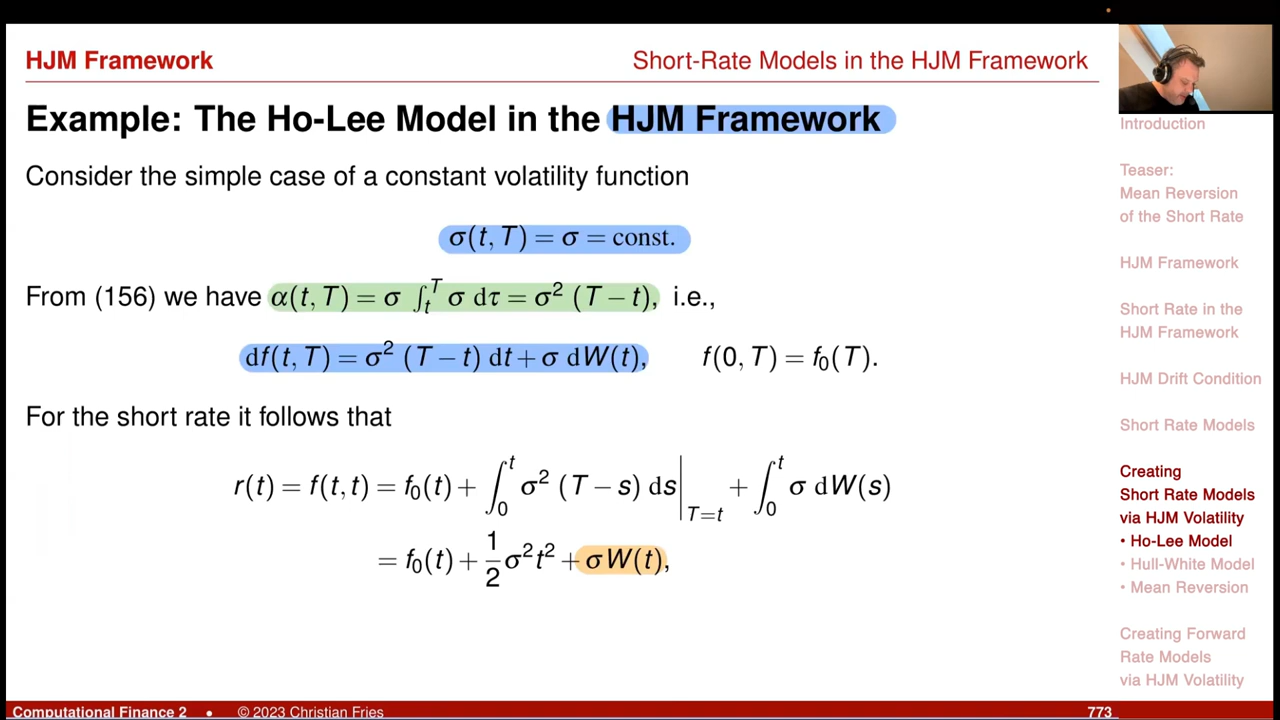 HJM Framework
Short-Rate Models in the HJM Framework
Example: The Ho-Lee Model in the HJM Framework
Consider the simple case of a constant volatility function
σ(t, T) = σ = const.
From (156) we have α(t, T) = σ ∫_t^T σ dτ = σ² (T − t), i.e.,
df(t, T) = σ² (T − t) dt + σ dW(t),    f(0, T) = f₀(T).
For the short rate it follows that
r(t) = f(t, t) = f₀(t) + ∫_0^t σ² (T − s) ds|_{T=t} + ∫_0^t σ dW(s)
= f₀(t) + 1/2 σ²t² + σW(t),
Introduction
Teaser:
Mean Reversion
of the Short Rate
HJM Framework
Short Rate in the
HJM Framework
HJM Drift Condition
Short Rate Models
Creating
Short Rate Models
via HJM Volatility
• Ho-Lee Model
• Hull-White Model
• Mean Reversion
Creating Forward
Rate Models
via HJM Volatility
Computational Finance 2 • © 2023 Christian Fries
773